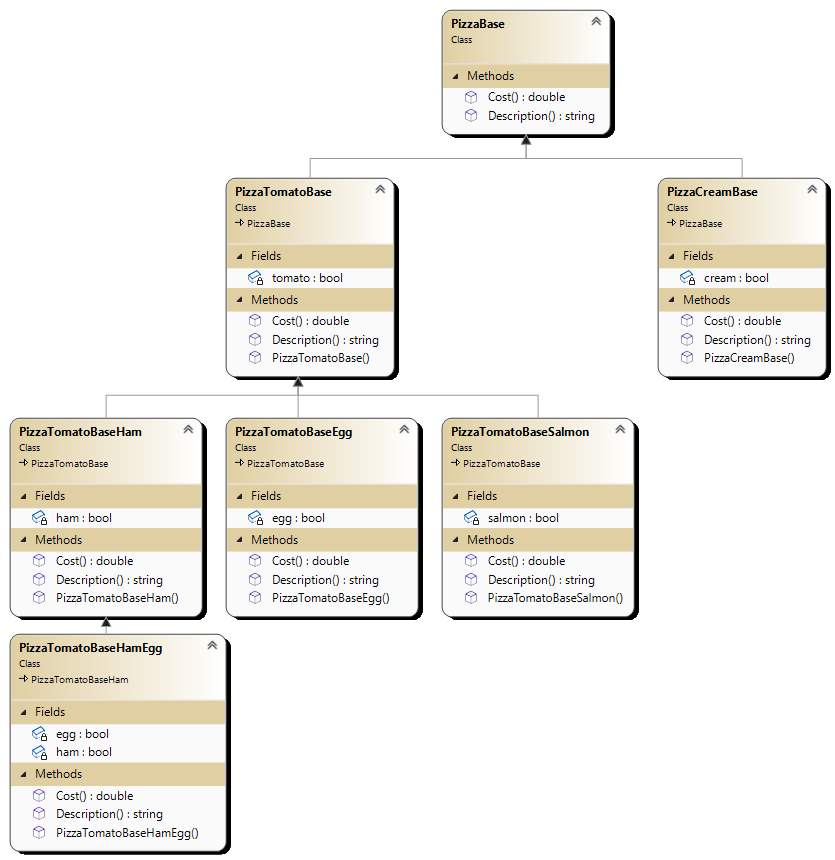 PizzaBase
Class
Methods
Cost() : double
Description() : string
PizzaTomatoBase
Class
PizzaBase
Fields
tomato : bool
Methods
Cost() : double
Description() : string
PizzaTomatoBase()
PizzaCreamBase
Class
PizzaBase
Fields
cream : bool
Methods
Cost() : double
Description() : string
PizzaCreamBase()
PizzaTomatoBaseHam
Class
PizzaTomatoBase
Fields
ham : bool
Methods
Cost() : double
Description() : string
PizzaTomatoBaseHam()
PizzaTomatoBaseEgg
Class
PizzaTomatoBase
Fields
egg : bool
Methods
Cost() : double
Description() : string
PizzaTomatoBaseEgg()
PizzaTomatoBaseSalmon
Class
PizzaTomatoBase
Fields
salmon : bool
Methods
Cost() : double
Description() : string
PizzaTomatoBaseSalmon()
PizzaTomatoBaseHamEgg
Class
PizzaTomatoBaseHam
Fields
egg : bool
ham : bool
Methods
Cost() : double
Description() : string
PizzaTomatoBaseHamEgg()